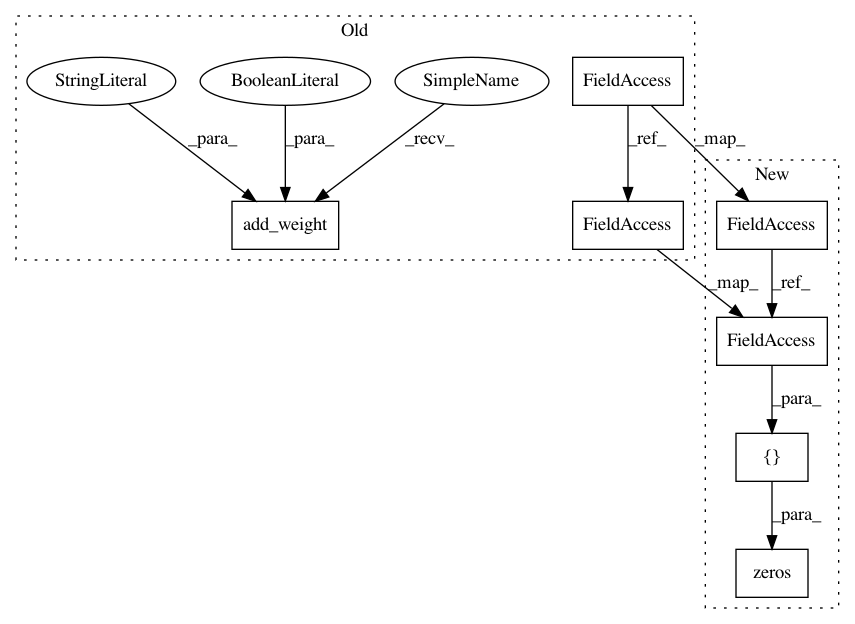 Old
StringLiteral
BooleanLiteral
SimpleName
FieldAccess
_para_
_para_
_recv_
_ref_
_map_
New
add_weight
FieldAccess
FieldAccess
_map_
_ref_
FieldAccess
_para_
{}
_para_
zeros